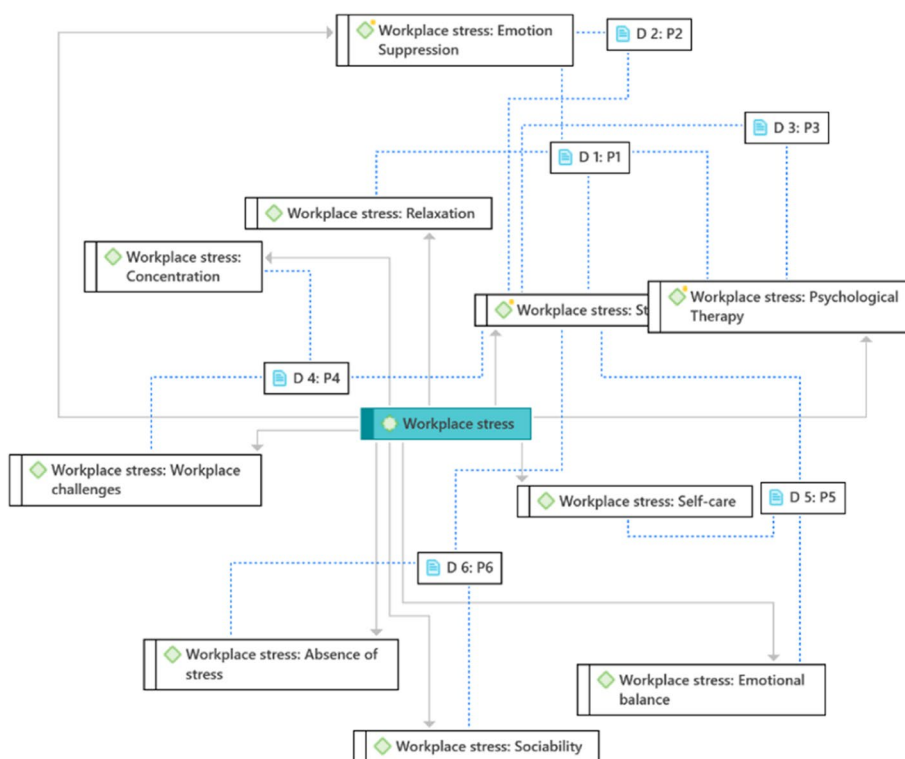 Workplace stress: Emotion
Suppression
D 2: P2
D 3: P3
D 1: P1
Workplace stress: Relaxation
Workplace stress:
Concentration
Workplace stress:
Workplace stress: Psychological
Therapy
D 4: P4
Workplace stress
Workplace stress: Workplace
challenges
Workplace stress: Self-care
D 5: P5
D 6: P6
Workplace stress: Absence of
stress
Workplace stress: Emotional
balance
Workplace stress: Sociability